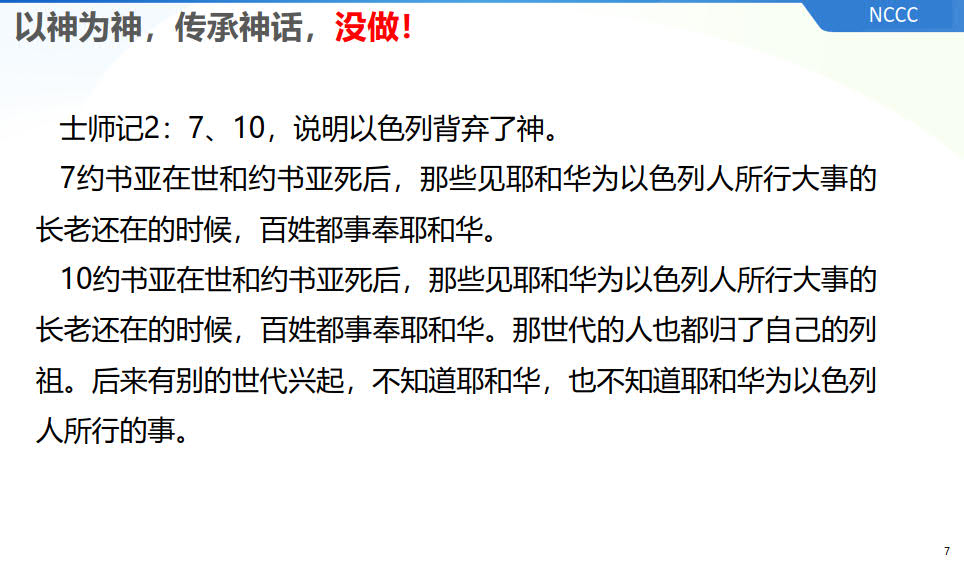 以神为神，传承神话，没做！
NCCC
士师记2：7、10，说明以色列背弃了神。
7约书亚在世和约书亚死后，那些见耶和华为以色列人所行大事的
长老还在的时候，百姓都事奉耶和华。
10约书亚在世和约书亚死后，那些见耶和华为以色列人所行大事的
长老还在的时候，百姓都事奉耶和华。那世代的人也都归了自己的列
祖。后来有别的世代兴起，不知道耶和华，也不知道耶和华为以色列
人所行的事。
7